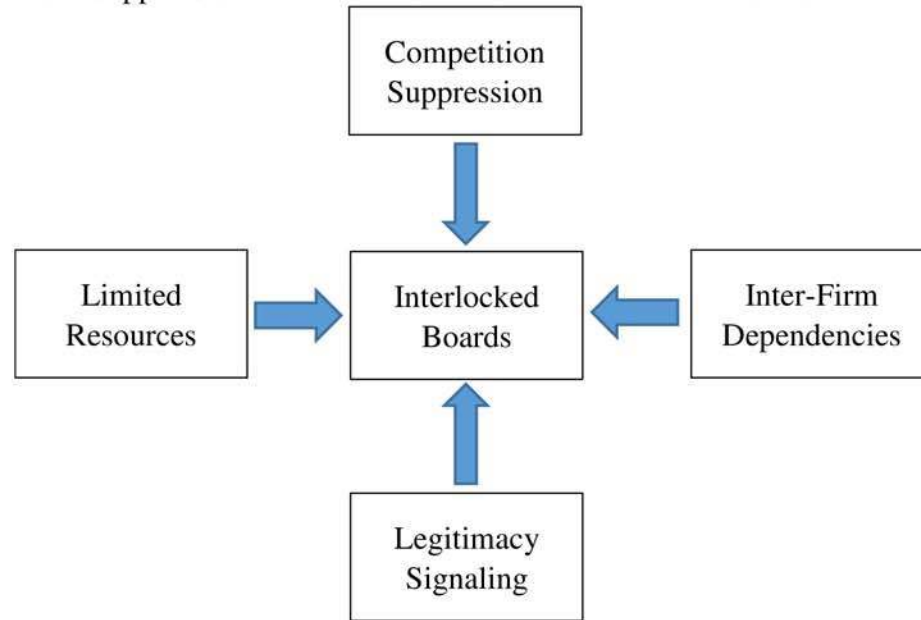 Competition
Suppression
Limited
Resources
Interlocked
Boards
Inter-Firm
Dependencies
Legitimacy
Signaling